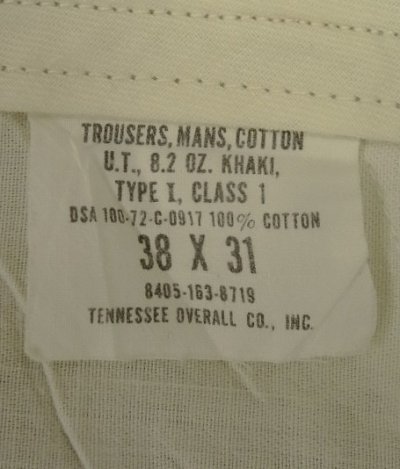 TROUSERS, MANS, COTTON
U.T., 8.2 OZ. KHAKI,
TYPE I, CLASS 1
DSA 100-72-C-0917 100% COTTON
38 X 31
8405-163-8719
TENNESSEE OVERALL CO., INC.